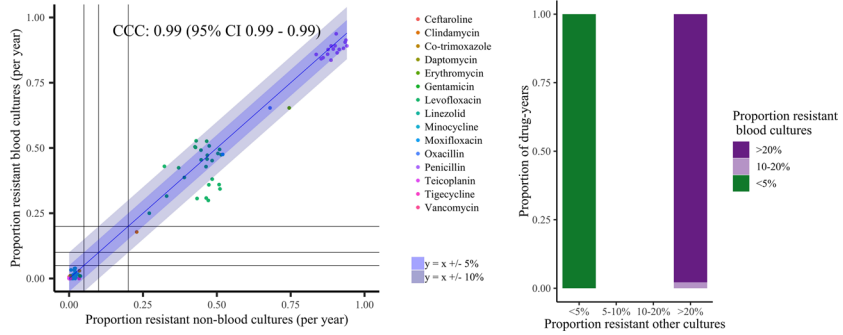 CCC: 0.99 (95% CI 0.99 - 0.99)
Proportion resistant blood cultures (per year)
1.00
0.75
0.50
0.25
0.00
0.00 0.25 0.50 0.75 1.00
Proportion resistant non-blood cultures (per year)
Ceftaroline
Clindamycin
Co-trimoxazole
Daptomycin
Erythromycin
Gentamicin
Levofloxacin
Linezolid
Minocycline
Moxifloxacin
Oxacillin
Penicillin
Teicoplanin
Tigecycline
Vancomycin
y = x +/- 5%
y = x +/- 10%
Proportion of drug-years
1.00
0.75
0.50
0.25
0.00
<5% 5-10% 10-20% >20%
Proportion resistant other cultures
Proportion resistant
blood cultures
>20%
10-20%
<5%